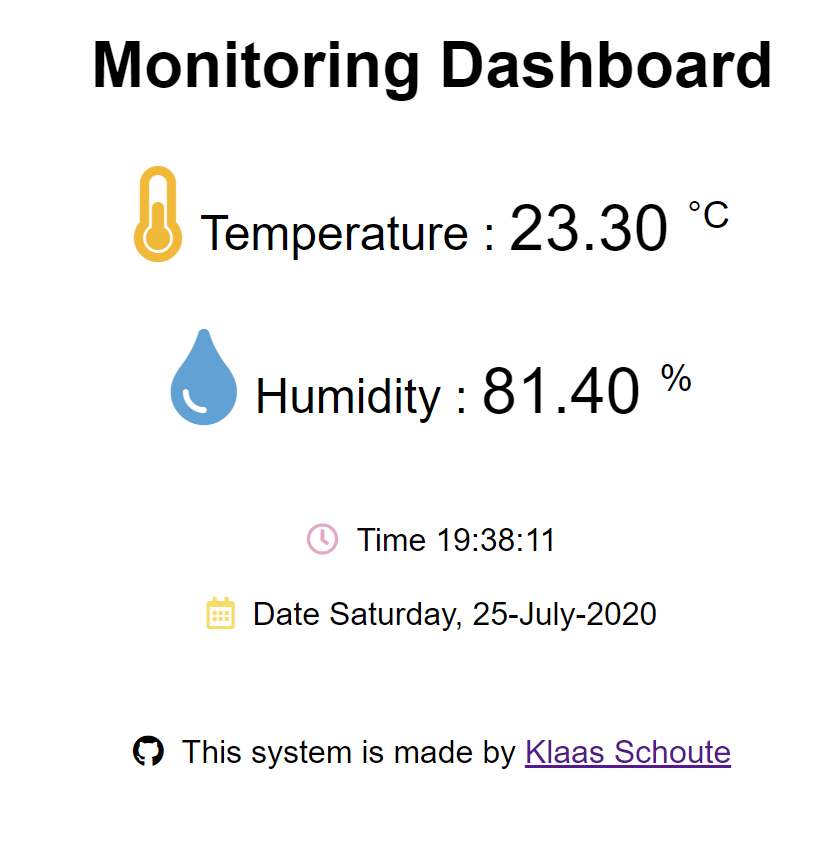 Monitoring Dashboard
Temperature : 23.30 °C
Humidity : 81.40 %
Time 19:38:11
Date Saturday, 25-July-2020
This system is made by Klaas Schoute